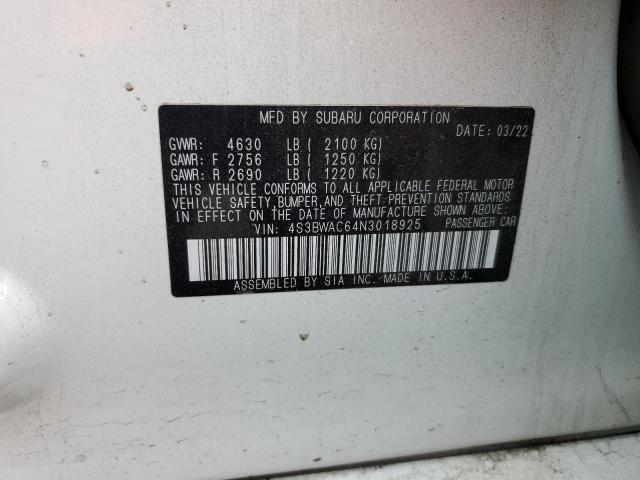 MFD BY SUBARU CORPORATION
DATE: 03/22
GVWR: 4630 LB ( 2100 KG)
GAWR: F 2756 LB ( 1250 KG)
GAWR: R 2690 LB ( 1220 KG)
THIS VEHICLE CONFORMS TO ALL APPLICABLE FEDERAL MOTOR
VEHICLE SAFETY, BUMPER, AND THEFT PREVENTION STANDARDS
IN EFFECT ON THE DATE OF MANUFACTURE SHOWN ABOVE.
VIN: 4S3BWAC64N3018925 PASSENGER CAR
ASSEMBLED BY SIA INC. MADE IN U.S.A.